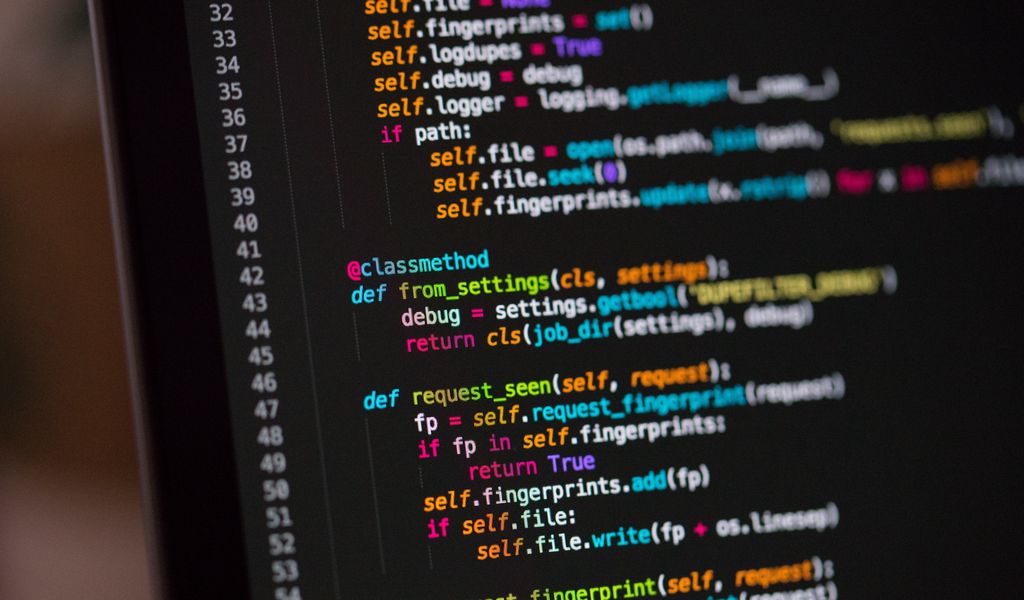 32 self.file = None
33 self.fingerprints = set()
34 self.logdupes = True
35 self.debug = debug
36 self.logger = logging.getLogger(__name__)
37 if path:
38 self.file = open(os.path.join(path, 'requests.seen'),
39 self.file.seek(0)
40 self.fingerprints.update(x.rstrip() for x in self.file
41
42 @classmethod
43 def from_settings(cls, settings):
44 debug = settings.getbool('DUPEFILTER_DEBUG')
45 return cls(job_dir(settings), debug)
46
47 def request_seen(self, request):
48 fp = self.request_fingerprint(request)
49 if fp in self.fingerprints:
50 return True
51 self.fingerprints.add(fp)
52 if self.file:
53 self.file.write(fp + os.linesep)
54
fingerprint(self, request):
(request)